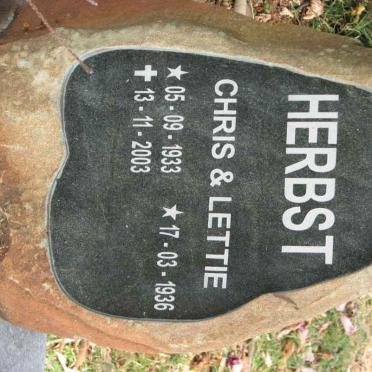 HERBST
CHRIS & LETTIE
★ 05 - 09 - 1933 ★ 17 - 03 - 1936
✝ 13 - 11 - 2003